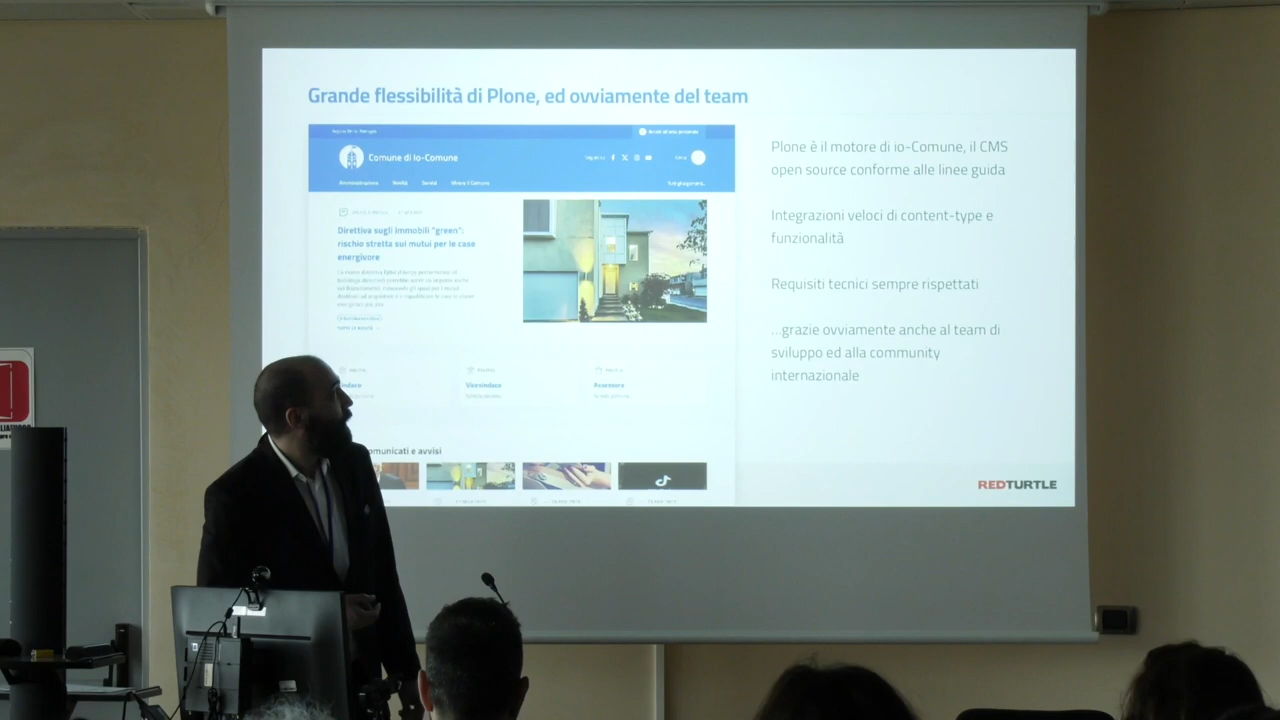 Grande flessibilità di Plone, ed ovviamente del team
Comune di Io-Comune
Amministrazione Novità Servizi Vivere il Comune
Direttiva sugli immobili "green":
rischio stretta sui mutui per le case
energivore
Vicesindaco
Assessore
omunicati e avvisi
Plone è il motore di io-Comune, il CMS
open source conforme alle linee guida
Integrazioni veloci di content-type e
funzionalità
Requisiti tecnici sempre rispettati
...grazie ovviamente anche al team di
sviluppo ed alla community
internazionale
REDTURTLE